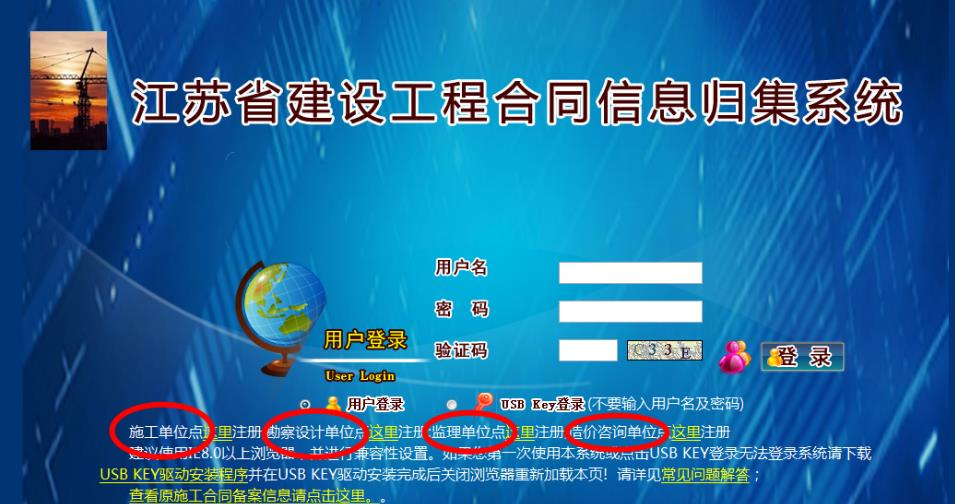 江苏省建设工程合同信息归集系统
用户名
密 码
用户登录
User Login
验证码
C33E
登 录
用户登录 USB Key登录(不要输入用户名及密码)
施工单位点这里注册 勘察设计单位点这里注册 监理单位点这里注册 造价咨询单位点这里注册
建议使用IE8.0以上浏览器，并进行兼容性设置。如果您第一次使用本系统或点击USB KEY登录无法登录系统请下载
USB KEY驱动安装程序并在USB KEY驱动安装完成后关闭浏览器重新加载本页！请详见常见问题解答；
查看原施工合同备案信息请点击这里。。